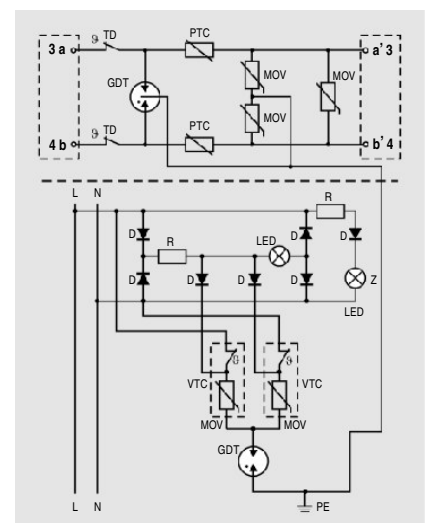 ϑ TD
PTC
3 a
a' 3
GDT
MOV
MOV
MOV
ϑ TD
PTC
4 b
b' 4
L N
R
D
R
LED
D
D
D
D
D
D
Z
LED
ϑ
ϑ
VTC
VTC
MOV
MOV
GDT
PE
L N